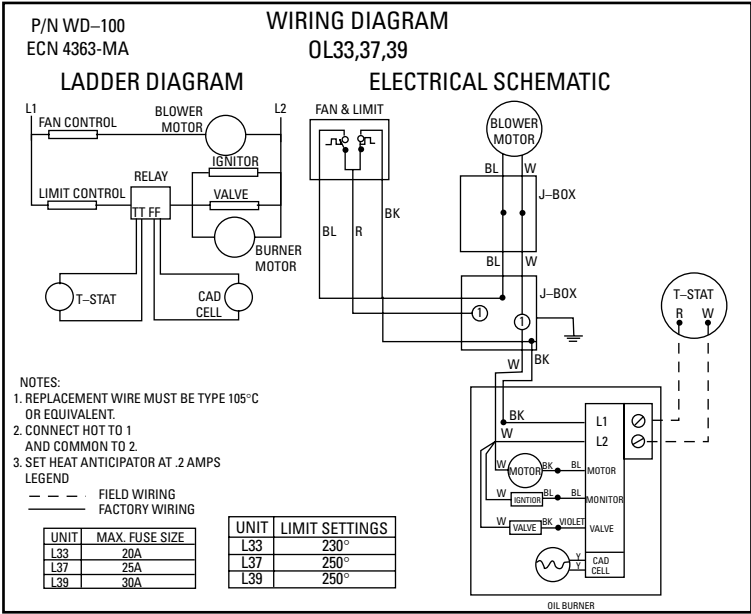 P/N WD–100
ECN 4363-MA
WIRING DIAGRAM
OL33,37,39
LADDER DIAGRAM
ELECTRICAL SCHEMATIC
L1
FAN CONTROL
BLOWER
MOTOR
L2
IGNITOR
RELAY
LIMIT CONTROL
VALVE
TT FF
BURNER
MOTOR
T–STAT
CAD
CELL
FAN & LIMIT
BL
R
BK
BLOWER
MOTOR
BL
W
J–BOX
BL
W
J–BOX
1
1
W
BK
T–STAT
R W
BK
L1
W
L2
W
MOTOR
BK
BL
MOTOR
W
IGNTIOR
BL
BL
MONITOR
W
VALVE
BK
VIOLET
VALVE
Y
Y
CAD
CELL
OIL BURNER
NOTES:
1. REPLACEMENT WIRE MUST BE TYPE 105°C
OR EQUIVALENT.
2. CONNECT HOT TO 1
AND COMMON TO 2.
3. SET HEAT ANTICIPATOR AT .2 AMPS
LEGEND
FIELD WIRING
FACTORY WIRING
UNIT MAX. FUSE SIZE
L33 20A
L37 25A
L39 30A
UNIT LIMIT SETTINGS
L33 230°
L37 250°
L39 250°